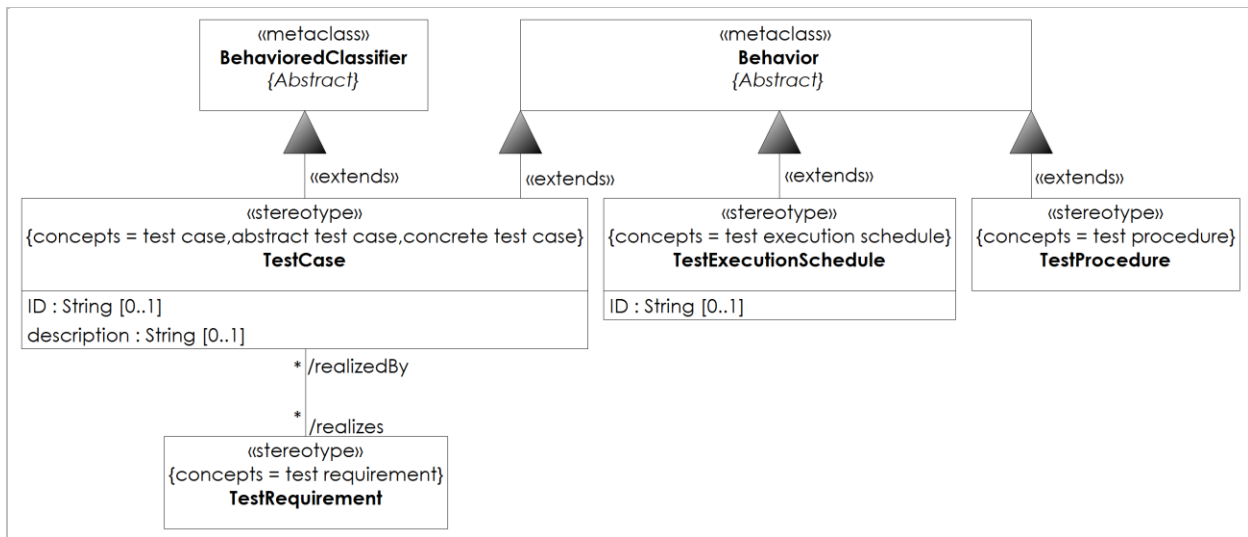 «metaclass»
BehavioredClassifier
{Abstract}
«metaclass»
Behavior
{Abstract}
«extends»
«extends»
«extends»
«extends»
«stereotype»
{concepts = test case,abstract test case,concrete test case}
TestCase
ID : String [0..1]
description : String [0..1]
«stereotype»
{concepts = test execution schedule}
TestExecutionSchedule
ID : String [0..1]
«stereotype»
{concepts = test procedure}
TestProcedure
* /realizedBy
* /realizes
«stereotype»
{concepts = test requirement}
TestRequirement